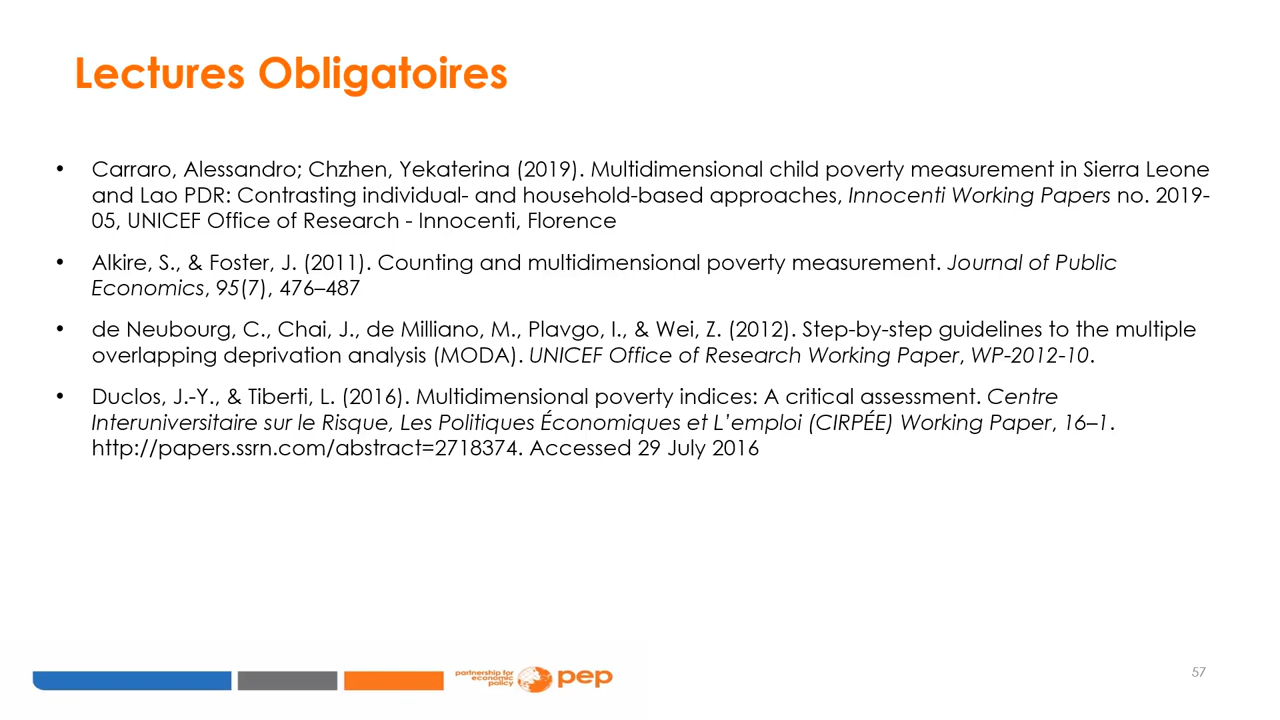 Lectures Obligatoires
• Carraro, Alessandro; Chzhen, Yekaterina (2019). Multidimensional child poverty measurement in Sierra Leone
and Lao PDR: Contrasting individual- and household-based approaches, Innocenti Working Papers no. 2019-
05, UNICEF Office of Research - Innocenti, Florence
• Alkire, S., & Foster, J. (2011). Counting and multidimensional poverty measurement. Journal of Public
Economics, 95(7), 476–487
• de Neubourg, C., Chai, J., de Milliano, M., Plavgo, I., & Wei, Z. (2012). Step-by-step guidelines to the multiple
overlapping deprivation analysis (MODA). UNICEF Office of Research Working Paper, WP-2012-10.
• Duclos, J.-Y., & Tiberti, L. (2016). Multidimensional poverty indices: A critical assessment. Centre
Interuniversitaire sur le Risque, Les Politiques Économiques et L’emploi (CIRPÉE) Working Paper, 16–1.
http://papers.ssrn.com/abstract=2718374. Accessed 29 July 2016
partnership for
economic
policy
pep
57